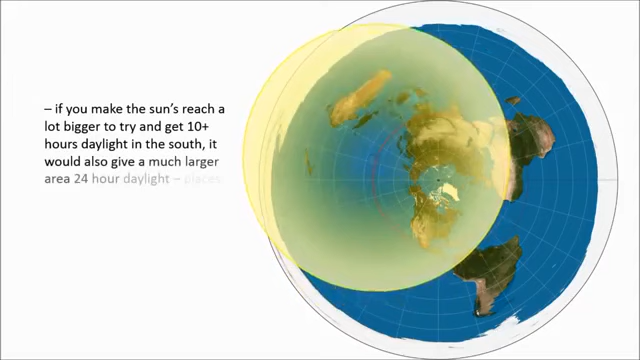 – if you make the sun's reach a
lot bigger to try and get 10+
hours daylight in the south, it
would also give a much larger
area 24 hour daylight – places